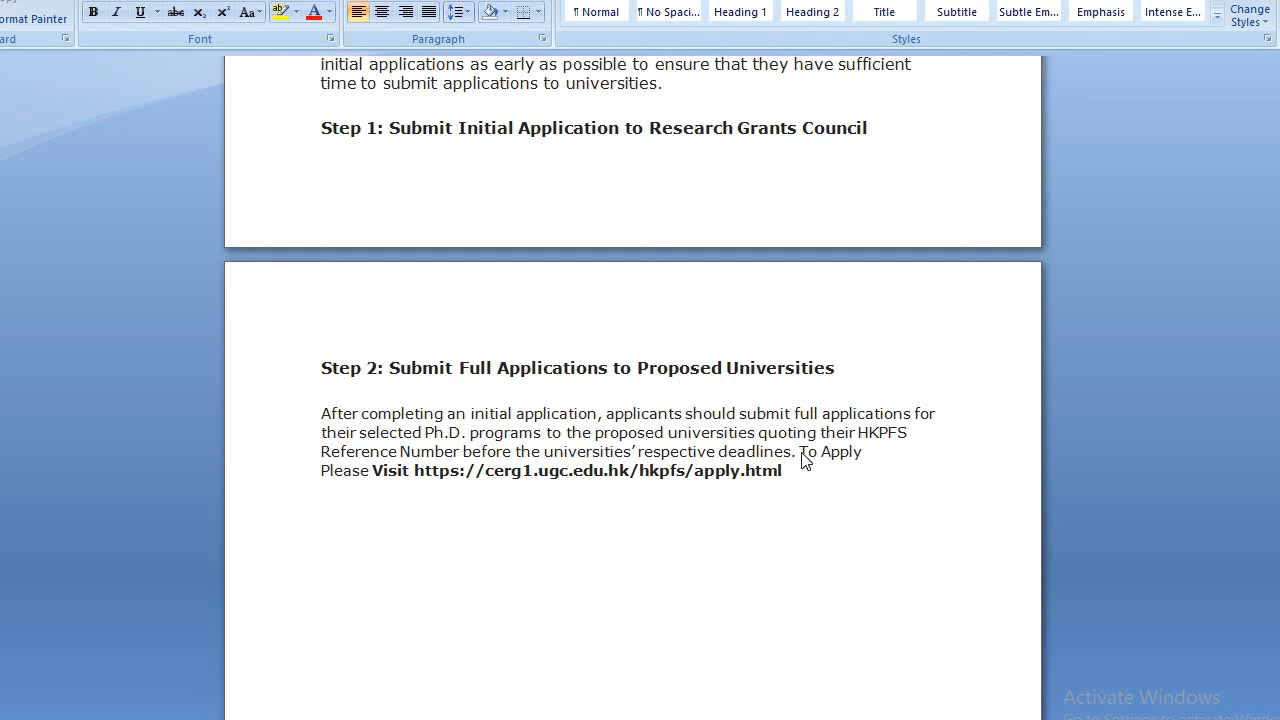 ormat Painter
B I U abc x₂ x² Aa ab A
¶ Normal ¶ No Spaci... Heading 1 Heading 2 Title Subtitle Subtle Em... Emphasis Intense E... Change
Styles
ard Font Paragraph Styles
initial applications as early as possible to ensure that they have sufficient
time to submit applications to universities.
Step 1: Submit Initial Application to Research Grants Council
Step 2: Submit Full Applications to Proposed Universities
After completing an initial application, applicants should submit full applications for
their selected Ph.D. programs to the proposed universities quoting their HKPFS
Reference Number before the universities’ respective deadlines. To Apply
Please Visit https://cerg1.ugc.edu.hk/hkpfs/apply.html
Activate Windows